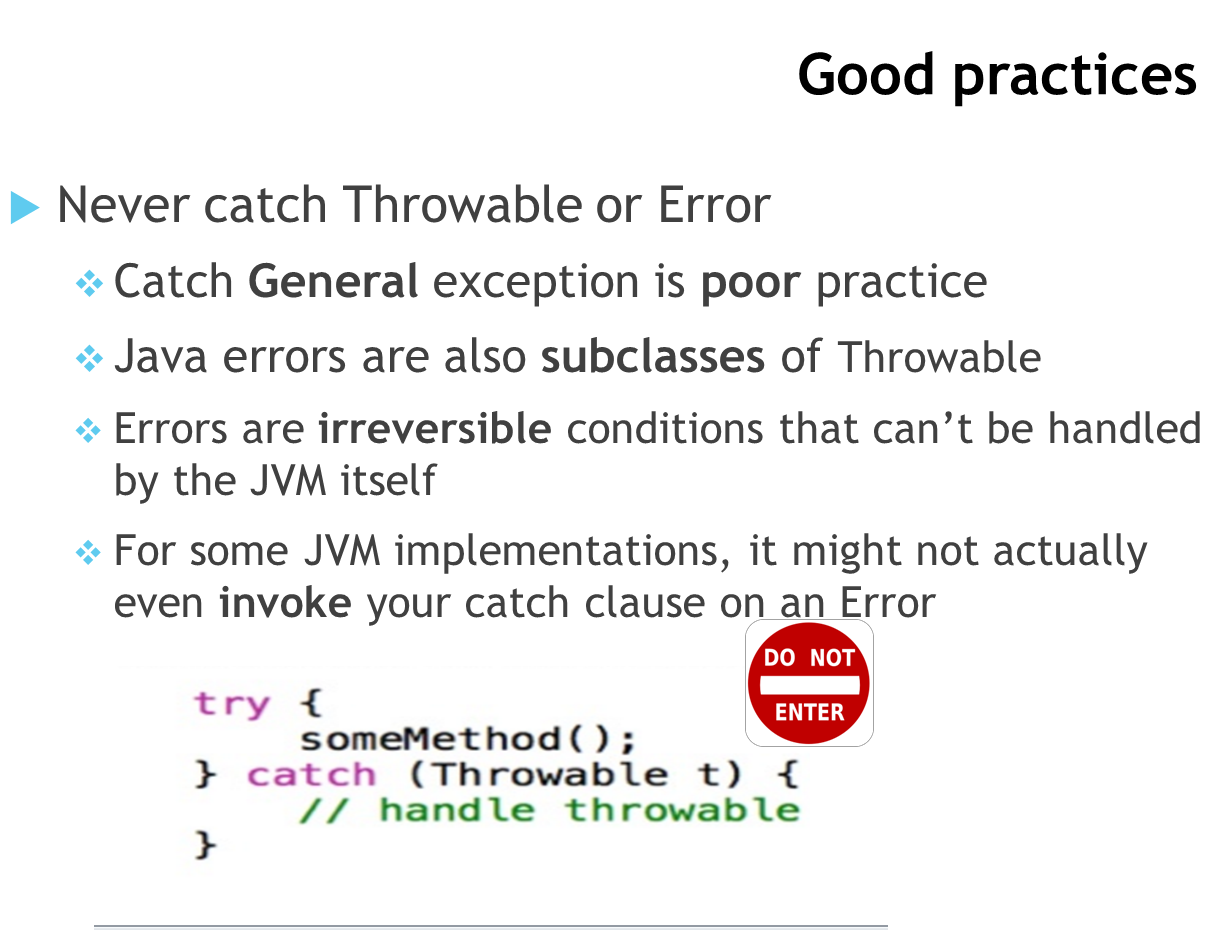 Good practices
Never catch Throwable or Error
Catch General exception is poor practice
Java errors are also subclasses of Throwable
Errors are irreversible conditions that can’t be handled
by the JVM itself
For some JVM implementations, it might not actually
even invoke your catch clause on an Error
DO NOT
ENTER
try {
    someMethod();
} catch (Throwable t) {
    // handle throwable
}